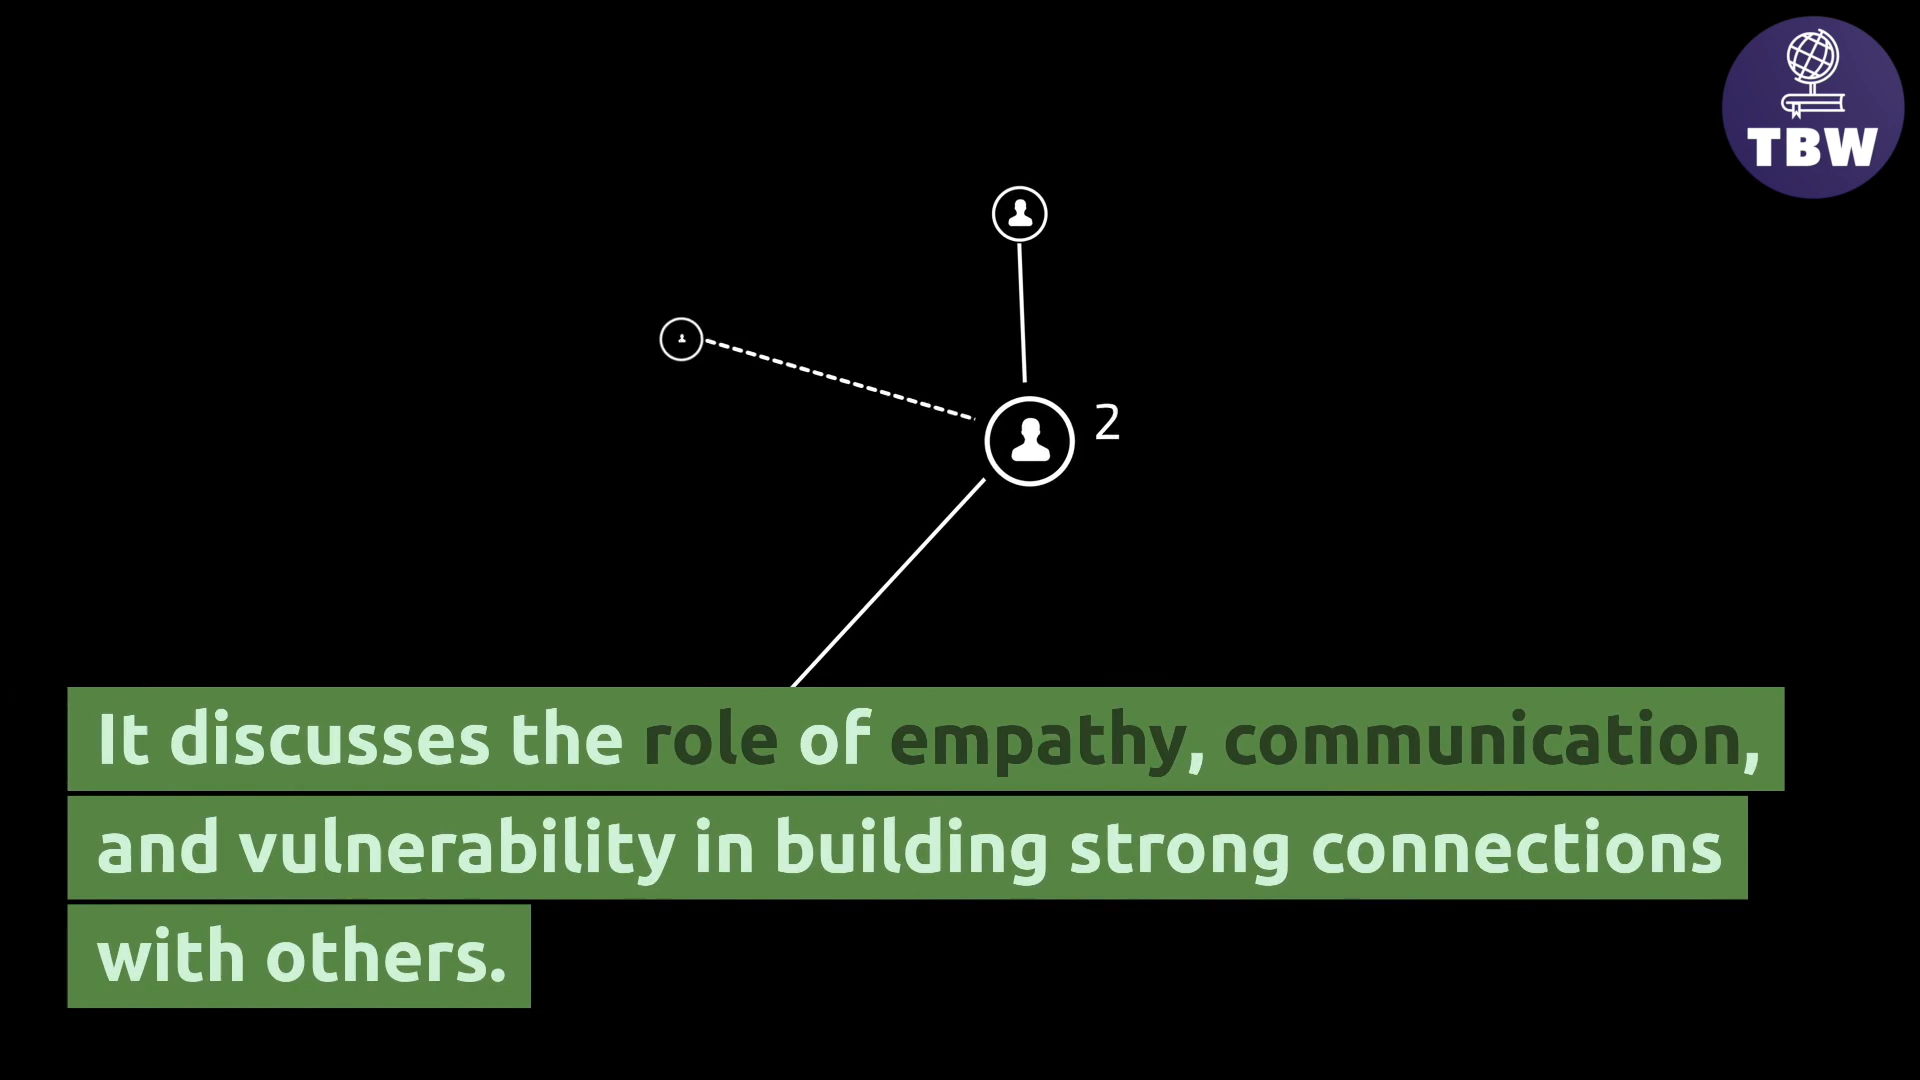 TBW
2
It discusses the role of empathy, communication,
and vulnerability in building strong connections
with others.